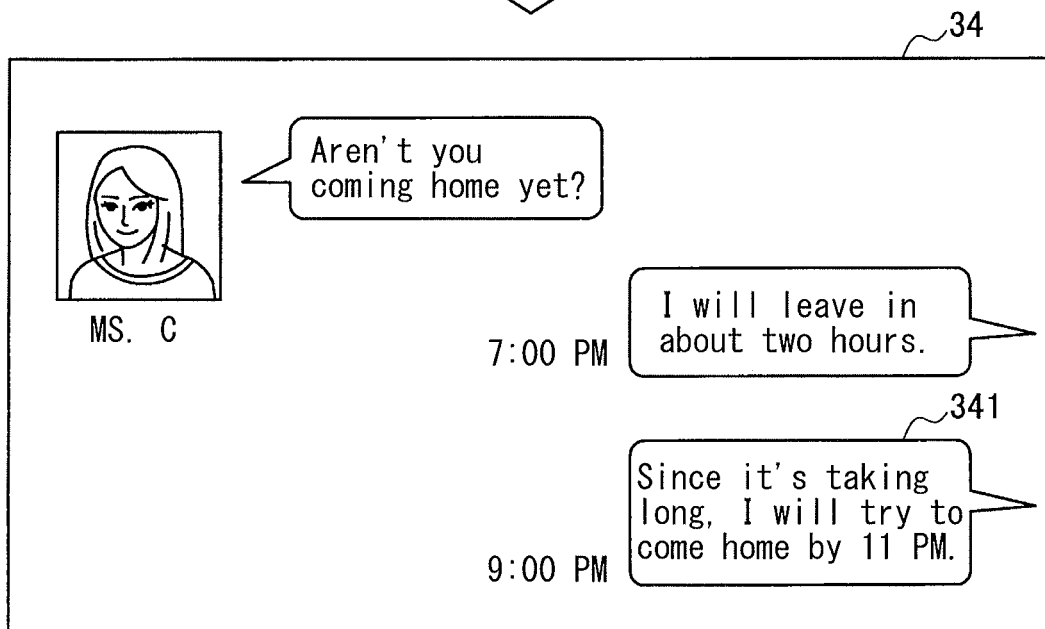 34
Aren't you
coming home yet?
MS. C
I will leave in
about two hours.
7:00 PM
341
Since it's taking
long, I will try to
come home by 11 PM.
9:00 PM